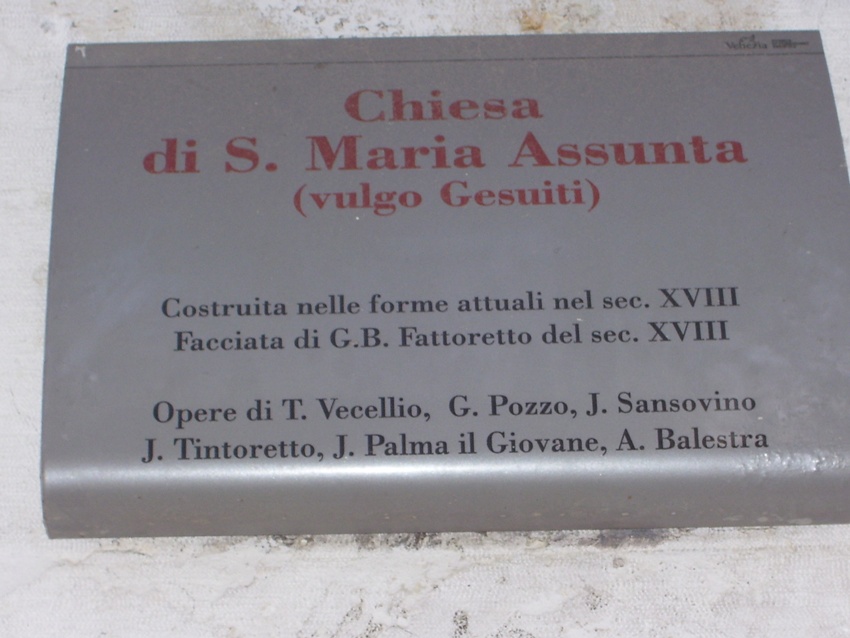 Venezia
Chiesa
di S. Maria Assunta
(vulgo Gesuiti)
Costruita nelle forme attuali nel sec. XVIII
Facciata di G.B. Fattoretto del sec. XVIII
Opere di T. Vecellio, G. Pozzo, J. Sansovino
J. Tintoretto, J. Palma il Giovane, A. Balestra